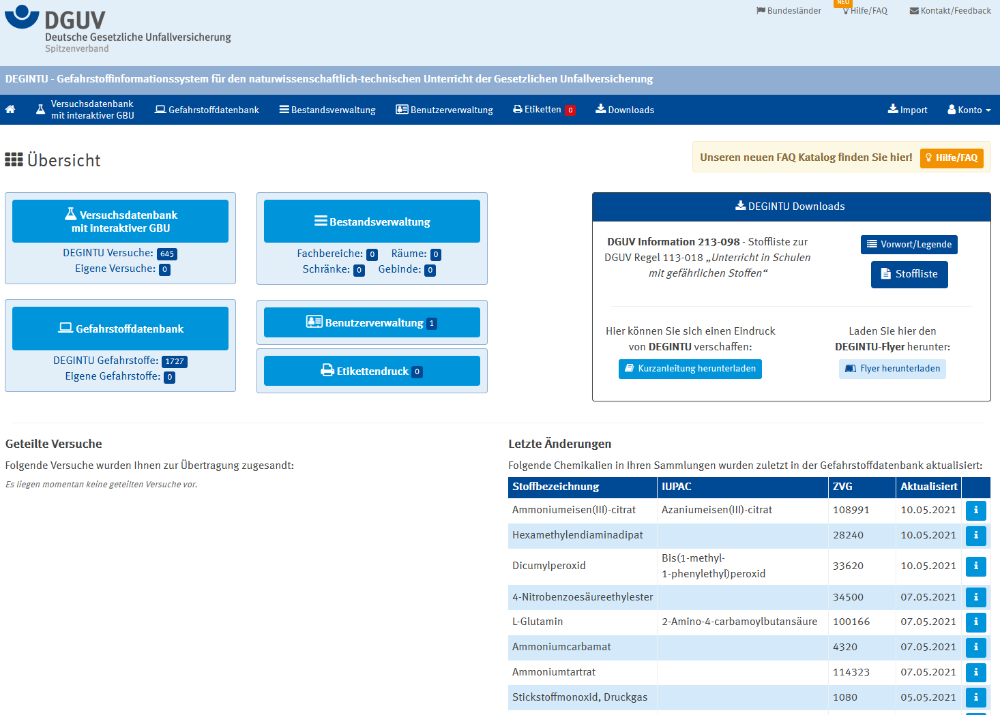 DGUV
Deutsche Gesetzliche Unfallversicherung
Spitzenverband
Bundesländer
NEU
Hilfe/FAQ
Kontakt/Feedback
DEGINTU - Gefahrstoffinformationssystem für den naturwissenschaftlich-technischen Unterricht der Gesetzlichen Unfallversicherung
Versuchsdatenbank
mit interaktiver GBU
Gefahrstoffdatenbank
Bestandsverwaltung
Benutzerverwaltung
Etiketten 0
Downloads
Import
Konto
Übersicht
Unseren neuen FAQ Katalog finden Sie hier! Hilfe/FAQ
Versuchsdatenbank
mit interaktiver GBU
DEGINTU Versuche: 645
Eigene Versuche: 0
Bestandsverwaltung
Fachbereiche: 0 Räume: 0
Schränke: 0 Gebinde: 0
Gefahrstoffdatenbank
DEGINTU Gefahrstoffe: 1727
Eigene Gefahrstoffe: 0
Benutzerverwaltung 1
Etikettendruck 0
DEGINTU Downloads
DGUV Information 213-098 - Stoffliste zur
DGUV Regel 113-018 „Unterricht in Schulen
mit gefährlichen Stoffen“
Vorwort/Legende
Stoffliste
Hier können Sie sich einen Eindruck
von DEGINTU verschaffen:
Kurzanleitung herunterladen
Laden Sie hier den
DEGINTU-Flyer herunter:
Flyer herunterladen
Geteilte Versuche
Folgende Versuche wurden Ihnen zur Übertragung zugesandt:
Es liegen momentan keine geteilten Versuche vor.
Letzte Änderungen
Folgende Chemikalien in Ihren Sammlungen wurden zuletzt in der Gefahrstoffdatenbank aktualisiert:
Stoffbezeichnung IUPAC ZVG Aktualisiert
Ammoniumeisen(III)-citrat Azaniumeisen(III)-citrat 108991 10.05.2021 i
Hexamethylendiaminadipat 28240 10.05.2021 i
Dicumylperoxid Bis(1-methyl-
1-phenylethyl)peroxid 33620 10.05.2021 i
4-Nitrobenzoesäureethylester 34500 07.05.2021 i
L-Glutamin 2-Amino-4-carbamoylbutansäure 100166 07.05.2021 i
Ammoniumcarbamat 4320 07.05.2021 i
Ammoniumtartrat 114323 07.05.2021 i
Stickstoffmonoxid, Druckgas 1080 05.05.2021 i